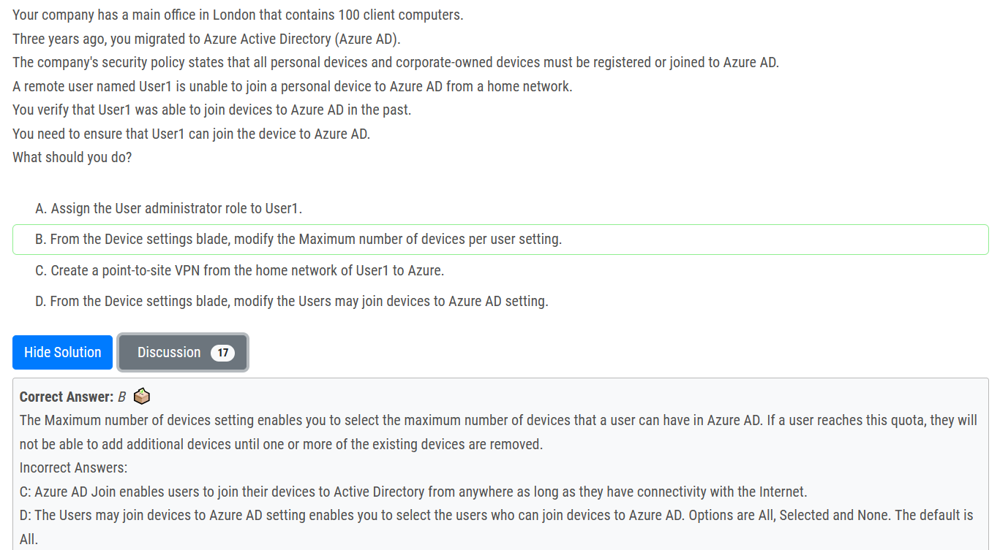 Your company has a main office in London that contains 100 client computers.
Three years ago, you migrated to Azure Active Directory (Azure AD).
The company's security policy states that all personal devices and corporate-owned devices must be registered or joined to Azure AD.
A remote user named User1 is unable to join a personal device to Azure AD from a home network.
You verify that User1 was able to join devices to Azure AD in the past.
You need to ensure that User1 can join the device to Azure AD.
What should you do?
A. Assign the User administrator role to User1.
B. From the Device settings blade, modify the Maximum number of devices per user setting.
C. Create a point-to-site VPN from the home network of User1 to Azure.
D. From the Device settings blade, modify the Users may join devices to Azure AD setting.
Hide Solution Discussion 17
Correct Answer: B
The Maximum number of devices setting enables you to select the maximum number of devices that a user can have in Azure AD. If a user reaches this quota, they will
not be able to add additional devices until one or more of the existing devices are removed.
Incorrect Answers:
C: Azure AD Join enables users to join their devices to Active Directory from anywhere as long as they have connectivity with the Internet.
D: The Users may join devices to Azure AD setting enables you to select the users who can join devices to Azure AD. Options are All, Selected and None. The default is
All.